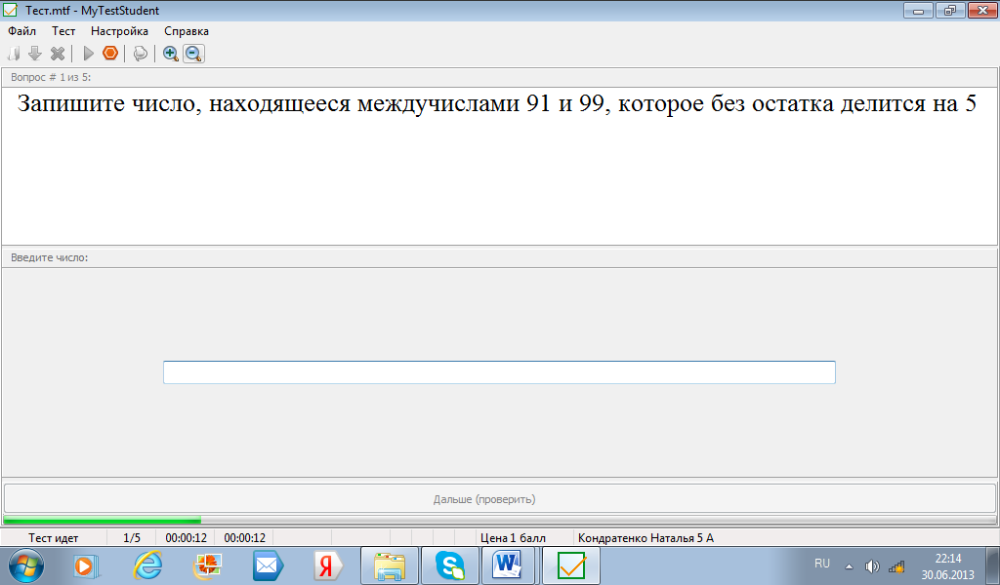 Тест.mtf - MyTestStudent
Файл Тест Настройка Справка
Вопрос # 1 из 5:
Запишите число, находящееся междучислами 91 и 99, которое без остатка делится на 5
Введите число:
Дальше (проверить)
Тест идет 1/5 00:00:12 00:00:12 Цена 1 балл Кондратенко Наталья 5 А
RU 22:14
30.06.2013